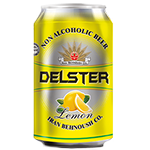 NON ALCOHOLIC BEER
DELSTER
Lemon
IRAN BEHNOUSH CO.